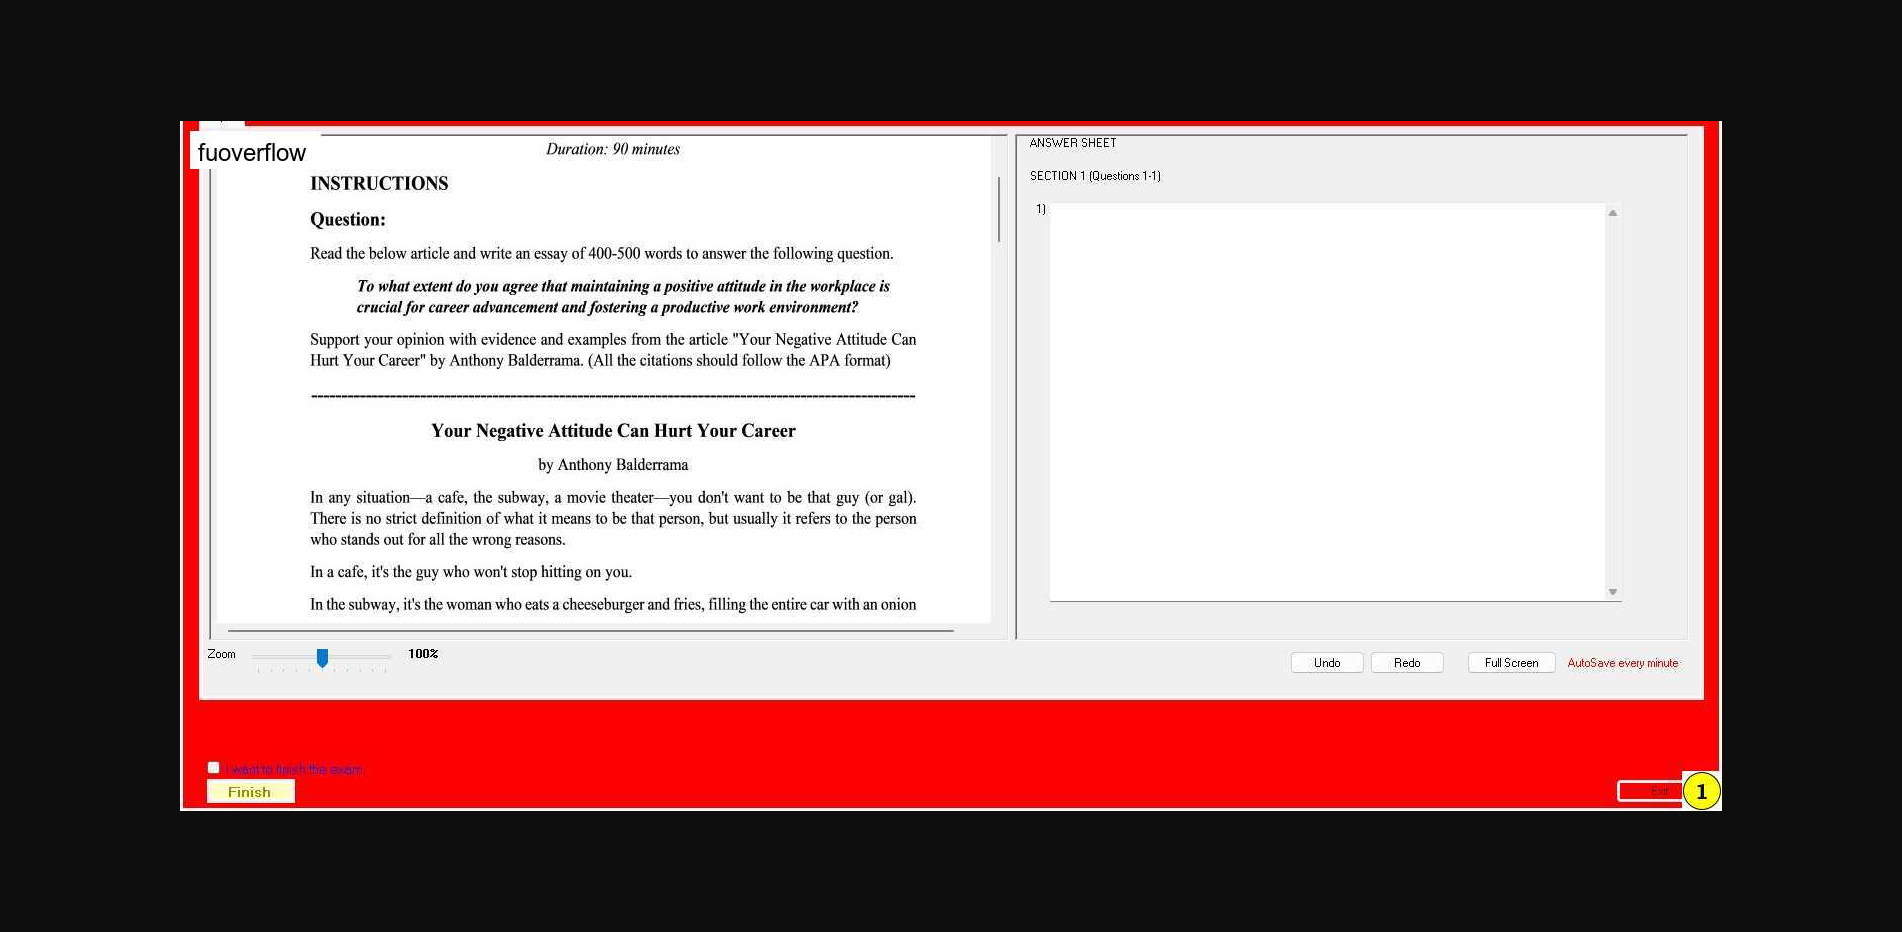 fuoverflow
Duration: 90 minutes
INSTRUCTIONS
Question:
Read the below article and write an essay of 400-500 words to answer the following question.
To what extent do you agree that maintaining a positive attitude in the workplace is
crucial for career advancement and fostering a productive work environment?
Support your opinion with evidence and examples from the article "Your Negative Attitude Can
Hurt Your Career" by Anthony Balderrama. (All the citations should follow the APA format)
Your Negative Attitude Can Hurt Your Career
by Anthony Balderrama
In any situation—a cafe, the subway, a movie theater—you don't want to be that guy (or gal).
There is no strict definition of what it means to be that person, but usually it refers to the person
who stands out for all the wrong reasons.
In a cafe, it's the guy who won't stop hitting on you.
In the subway, it's the woman who eats a cheeseburger and fries, filling the entire car with an onion
ANSWER SHEET
SECTION 1 (Questions 1-1)
1)
Zoom
100%
Undo
Redo
Full Screen
AutoSave every minute
I want to finish the exam.
Finish
Exit
1